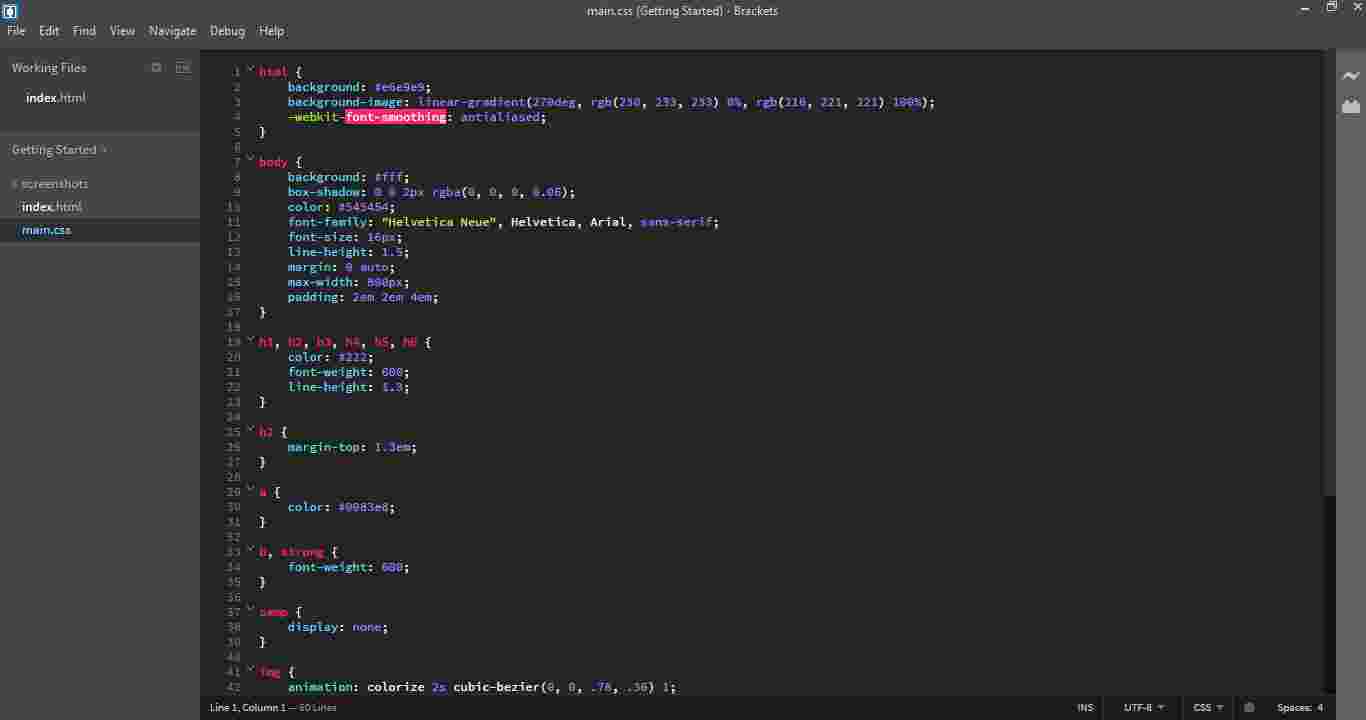 main.css (Getting Started) - Brackets
File Edit Find View Navigate Debug Help
Working Files
index.html
Getting Started
screenshots
index.html
main.css
1 html {
2 background: #e6e9e9;
3 background-image: linear-gradient(270deg, rgb(230, 233, 233) 0%, rgb(216, 221, 221) 100%);
4 -webkit-font-smoothing: antialiased;
5 }
6
7 body {
8 background: #fff;
9 box-shadow: 0 0 2px rgba(0, 0, 0, 0.06);
10 color: #545454;
11 font-family: "Helvetica Neue", Helvetica, Arial, sans-serif;
12 font-size: 16px;
13 line-height: 1.5;
14 margin: 0 auto;
15 max-width: 800px;
16 padding: 2em 2em 4em;
17 }
18
19 h1, h2, h3, h4, h5, h6 {
20 color: #222;
21 font-weight: 600;
22 line-height: 1.3;
23 }
24
25 h2 {
26 margin-top: 1.3em;
27 }
28
29 a {
30 color: #0083e8;
31 }
32
33 b, strong {
34 font-weight: 600;
35 }
36
37 samp {
38 display: none;
39 }
40
41 img {
42 animation: colorize 2s cubic-bezier(0, 0, .78, .36) 1;
Line 1, Column 1 — 60 Lines
INS UTF-8 CSS Spaces: 4